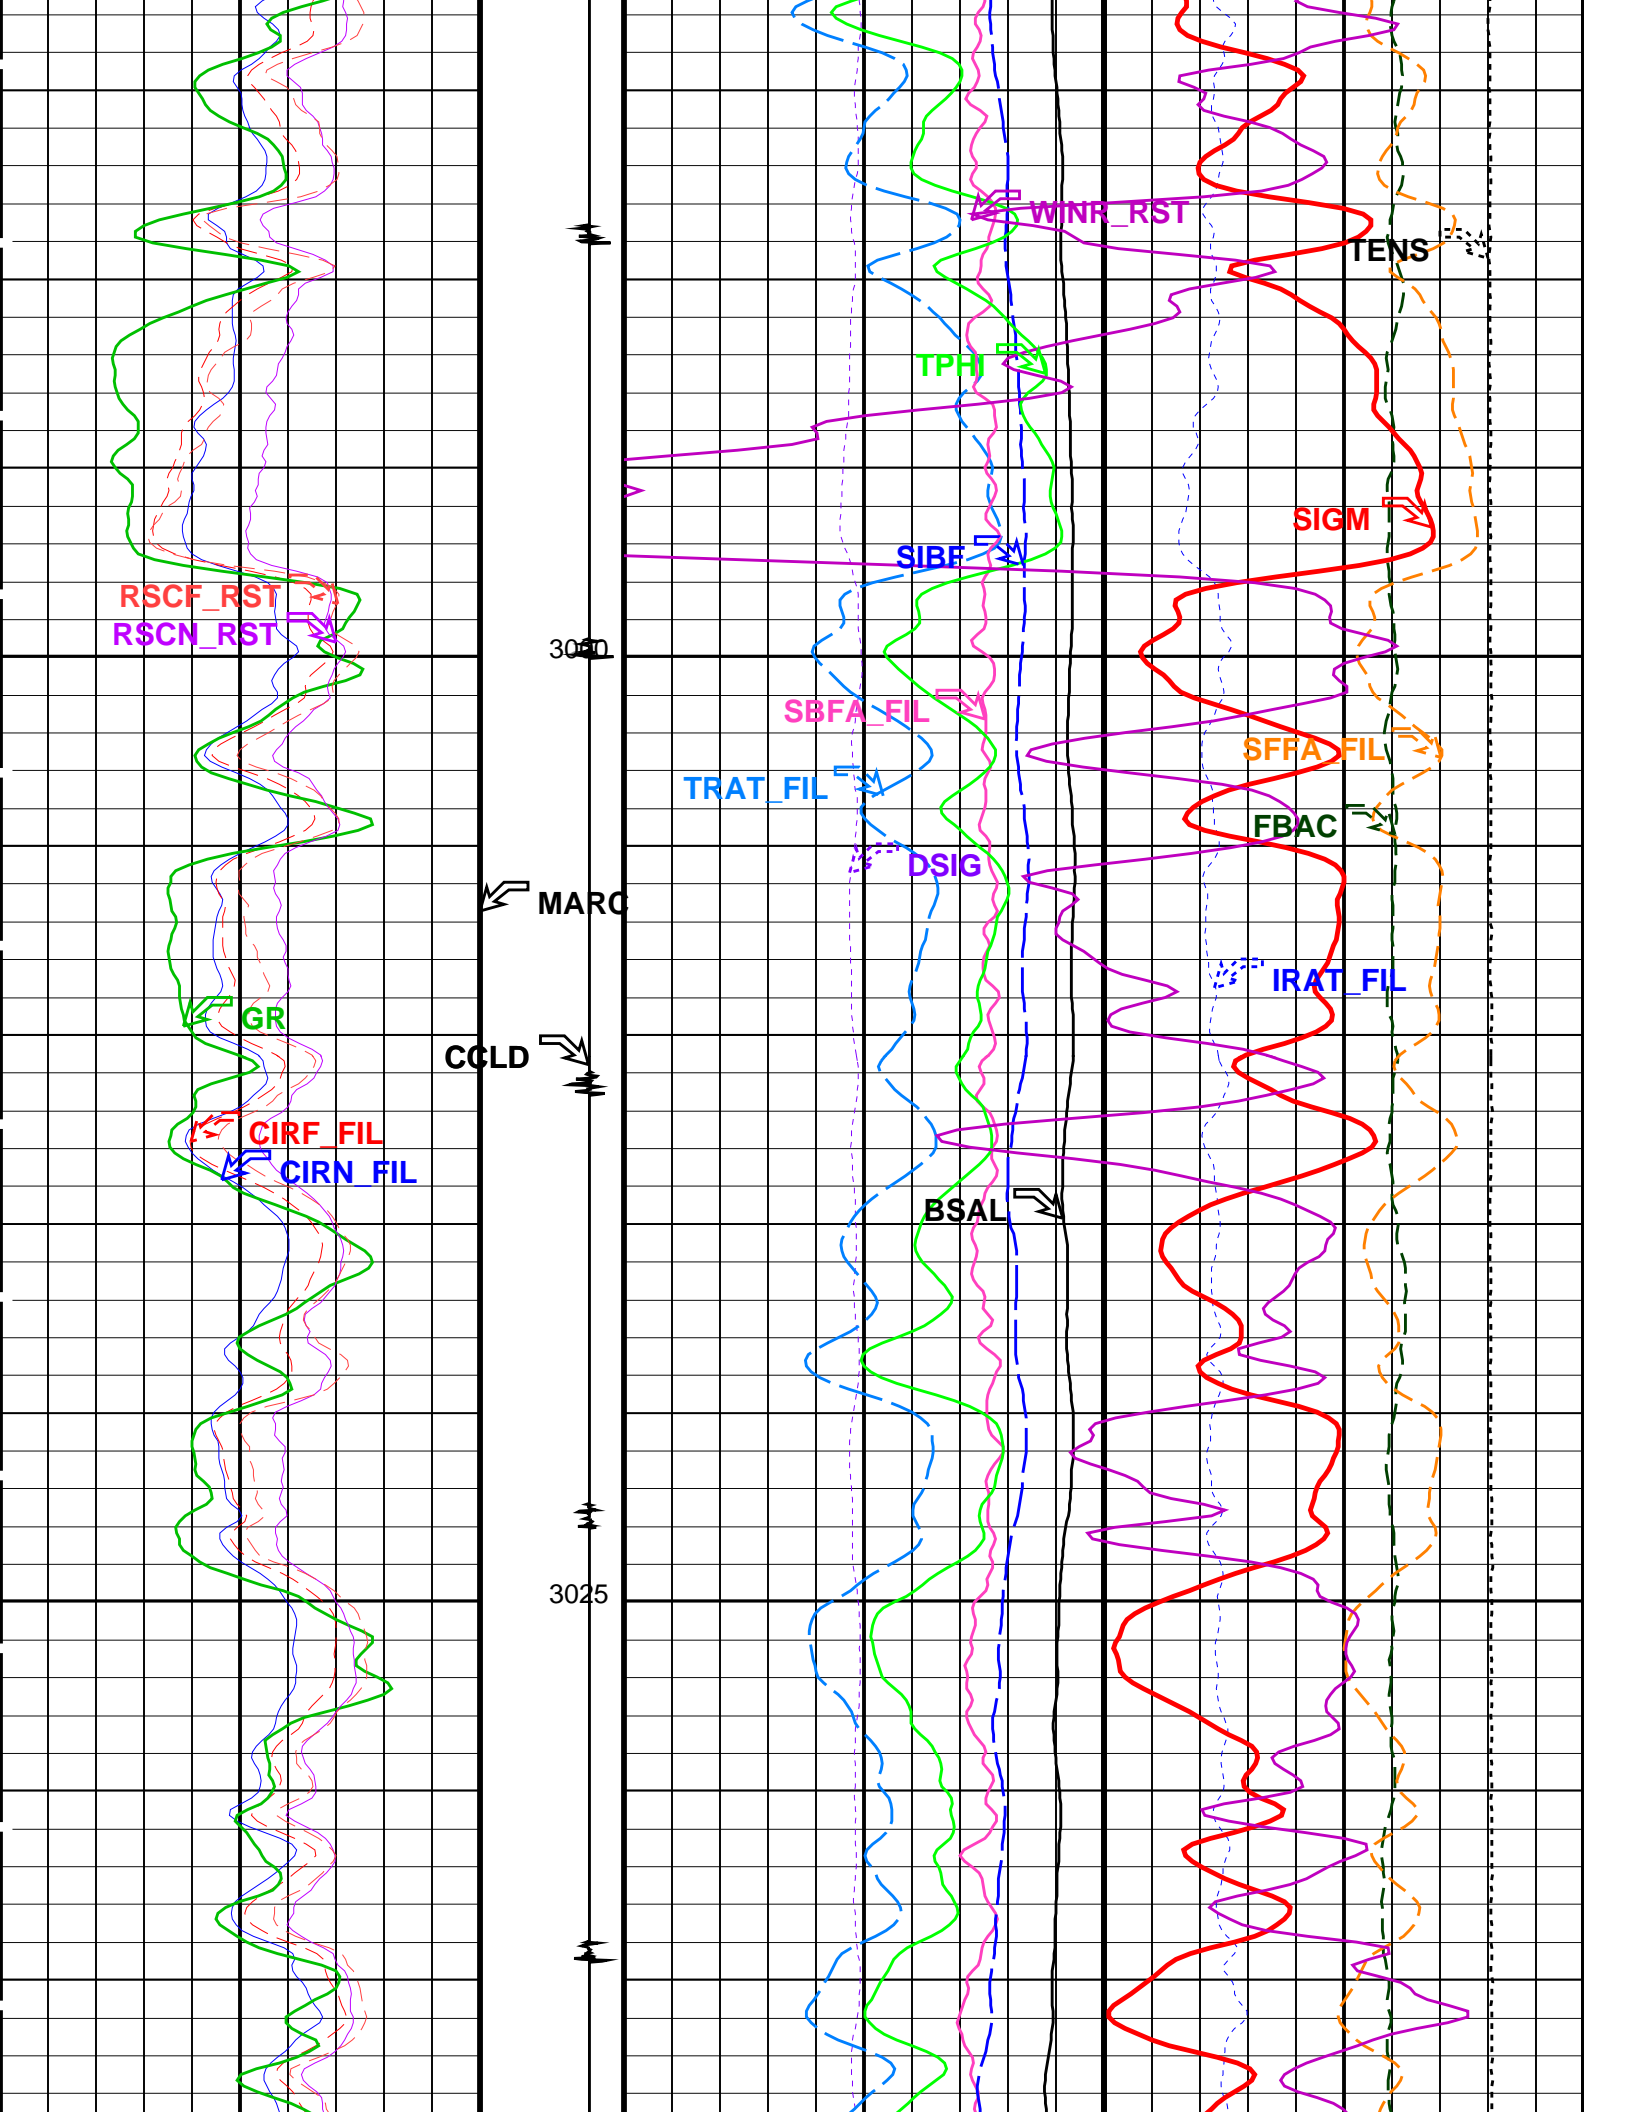 WINR_RST
TENS
TPHI
SIGM
SIBF
RSCF_RST
RSCN_RST
3000
SBFA_FIL
SFFA_FIL
TRAT_FIL
FBAC
DSIG
MARC
IRAT_FIL
GR
CCLD
CIRF_FIL
CIRN_FIL
BSAL
3025